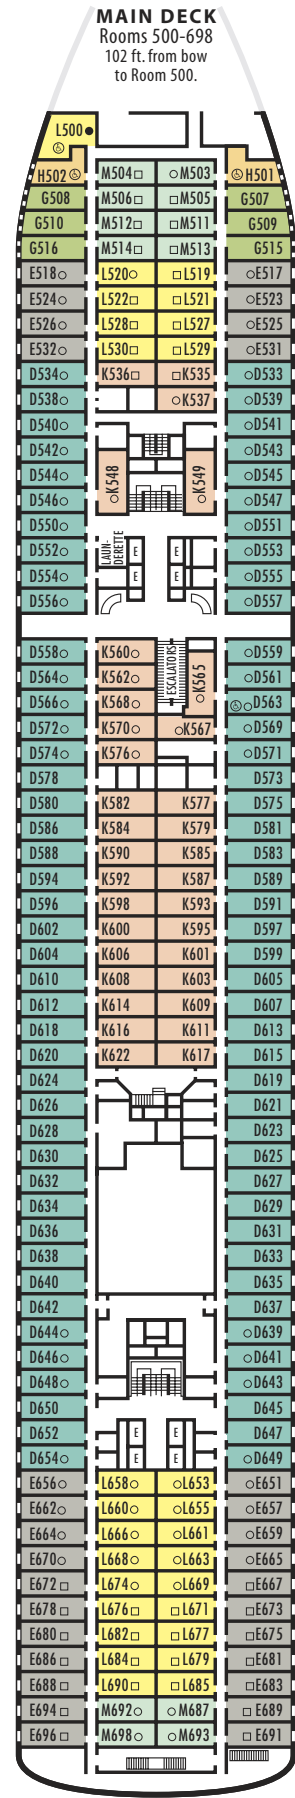 MAIN DECK
Rooms 500-698
102 ft. from bow
to Room 500.
L500
H502 M504 M503 H501
G508 M506 M505 G507
G510 M512 M511 G509
G516 M514 M513 G515
E518 L520 L519 E517
E524 L522 L521 E523
E526 L528 L527 E525
E532 L530 L529 E531
D534 K536 K535 D533
D538 K537 D539
D540 D541
D542 D543
D544 K548 K549 D545
D546 D547
D550 D551
D552 LAUN- E E D553
DERETTE
D554 E E D555
D556 D557
D558 K560 ESCALATORS K565 D559
D564 K562 D561
D566 K568 D563
D572 K570 K567 D569
D574 K576 D571
D578 D573
D580 K582 K577 D575
D586 K584 K579 D581
D588 K590 K585 D583
D594 K592 K587 D589
D596 K598 K593 D591
D602 K600 K595 D597
D604 K606 K601 D599
D610 K608 K603 D605
D612 K614 K609 D607
D618 K616 K611 D613
D620 K622 K617 D615
D624 D619
D626 D621
D628 D623
D630 D625
D632 D627
D634 D629
D636 D631
D638 D633
D640 D635
D642 D637
D644 D639
D646 D641
D648 D643
D650 D645
D652 E E D647
D654 E E D649
E656 L658 L653 E651
E662 L660 L655 E657
E664 L666 L661 E659
E670 L668 L663 E665
E672 L674 L669 E667
E678 L676 L671 E673
E680 L682 L677 E675
E686 L684 L679 E681
E688 L690 L685 E683
E694 M692 M687 E689
E696 M698 M693 E691